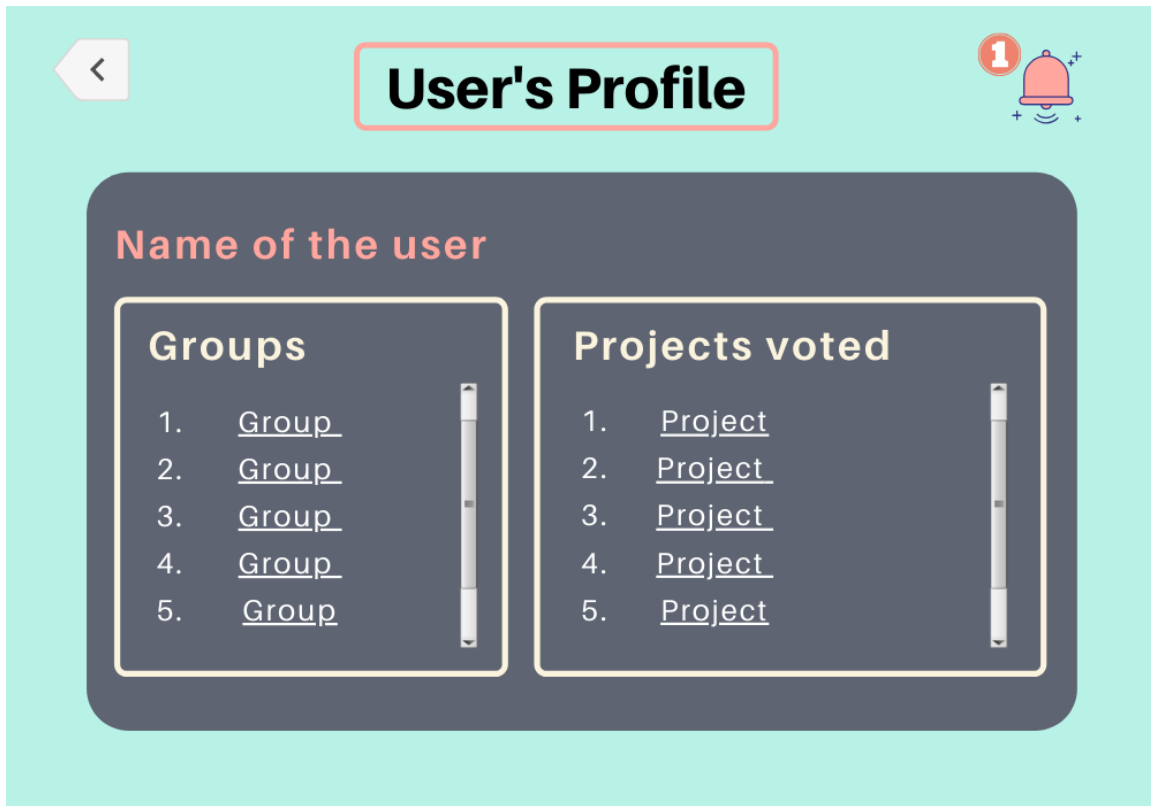 User's Profile
1
Name of the user
Groups
1. Group
2. Group
3. Group
4. Group
5. Group
Projects voted
1. Project
2. Project
3. Project
4. Project
5. Project